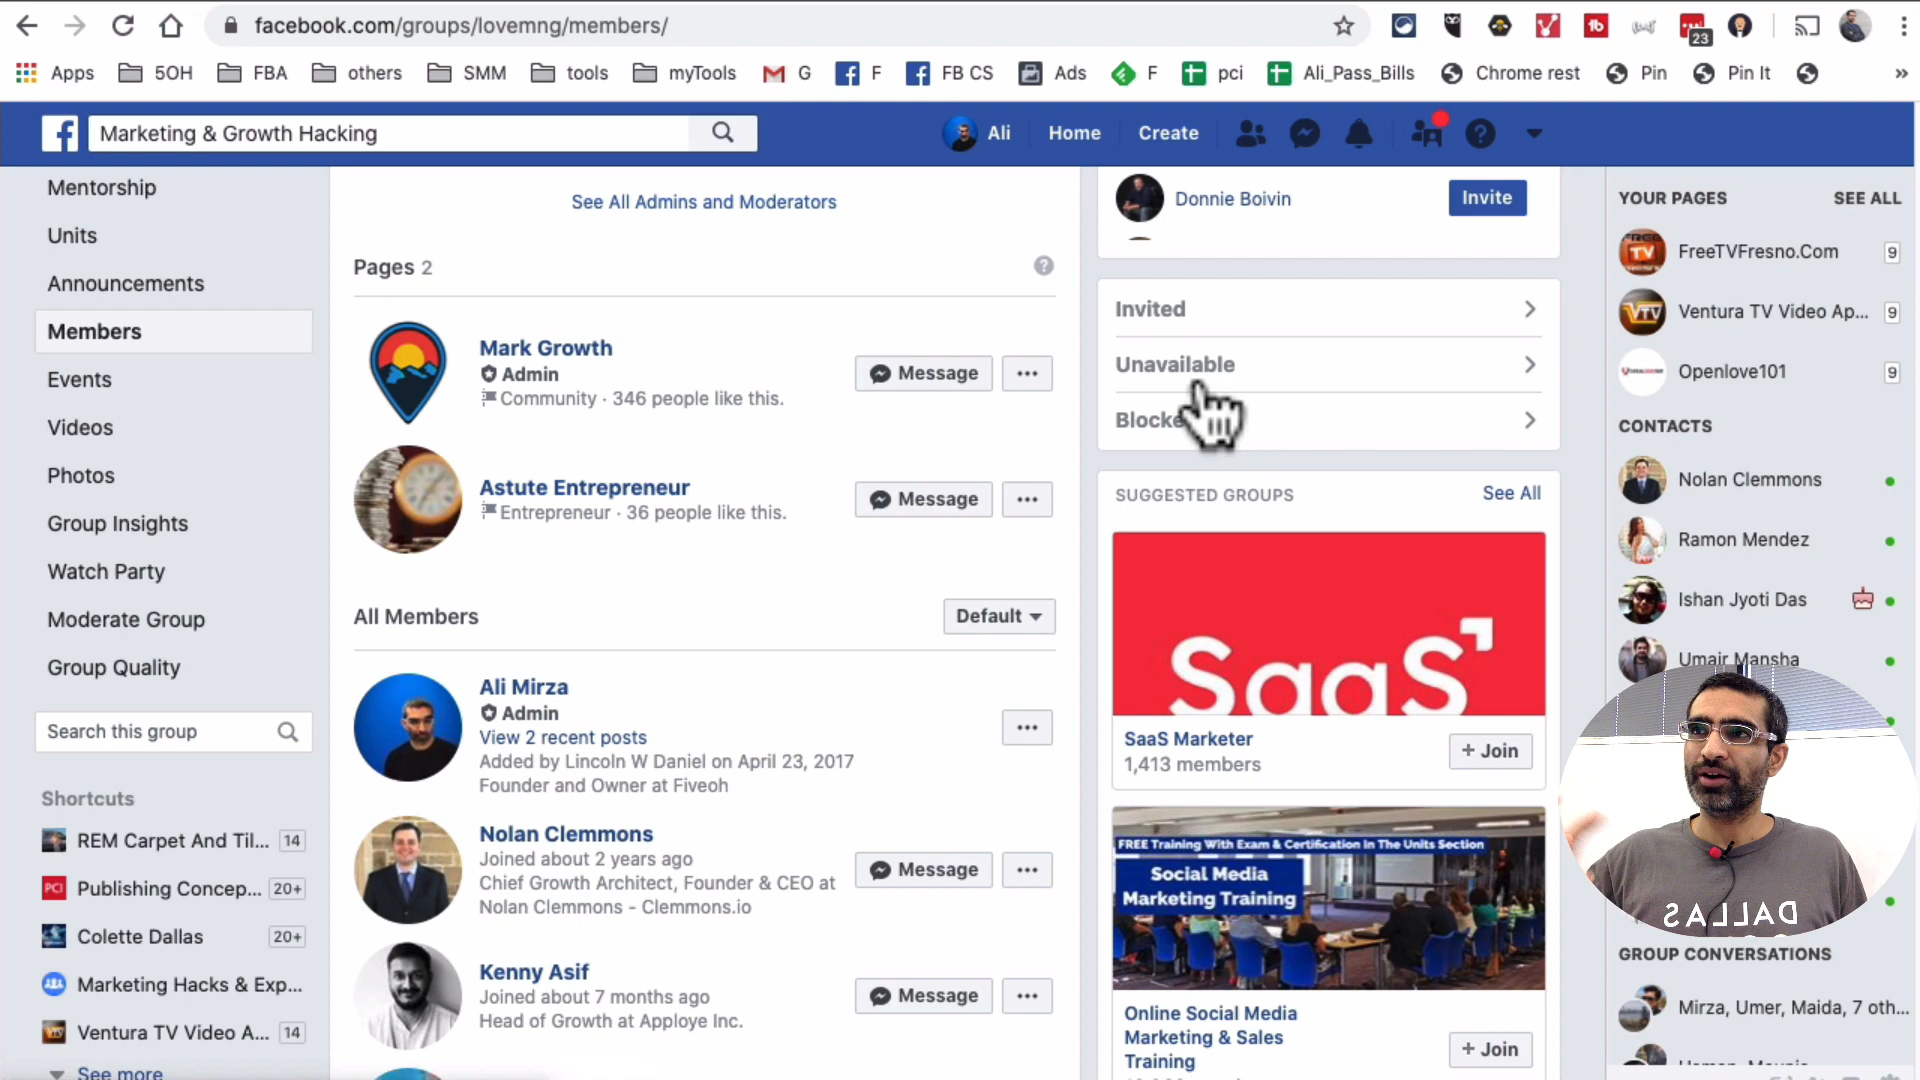 facebook.com/groups/lovemng/members/
23
Apps
5OH
FBA
others
SMM
tools
myTools
G
F
FB CS
Ads
F
pci
Ali_Pass_Bills
Chrome rest
Pin
Pin It
»
Marketing & Growth Hacking
Ali
Home
Create
Mentorship
Units
Announcements
Members
Events
Videos
Photos
Group Insights
Watch Party
Moderate Group
Group Quality
Search this group
Shortcuts
REM Carpet And Til... 14
PCI Publishing Concep... 20+
Colette Dallas 20+
Marketing Hacks & Exp...
Ventura TV Video A... 14
See more
See All Admins and Moderators
Pages 2
Mark Growth
Admin
Community · 346 people like this.
Message
Astute Entrepreneur
Entrepreneur · 36 people like this.
Message
All Members
Default
Ali Mirza
Admin
View 2 recent posts
Added by Lincoln W Daniel on April 23, 2017
Founder and Owner at Fiveoh
Nolan Clemmons
Joined about 2 years ago
Chief Growth Architect, Founder & CEO at
Nolan Clemmons - Clemmons.io
Message
Kenny Asif
Joined about 7 months ago
Head of Growth at Apploye Inc.
Message
Donnie Boivin
Invite
Invited
Unavailable
Blocke
SUGGESTED GROUPS
See All
SaaS
SaaS Marketer
1,413 members
+ Join
FREE Training With Exam & Certification In The Units Section
Social Media
Marketing Training
Online Social Media
Marketing & Sales
Training
+ Join
YOUR PAGES
SEE ALL
FREE
TV
FreeTVFresno.Com 9
VTV
Ventura TV Video Ap... 9
Openlove101 9
CONTACTS
Nolan Clemmons
Ramon Mendez
Ishan Jyoti Das
Umair Mansha
DALLAS
GROUP CONVERSATIONS
Mirza, Umer, Maida, 7 oth...